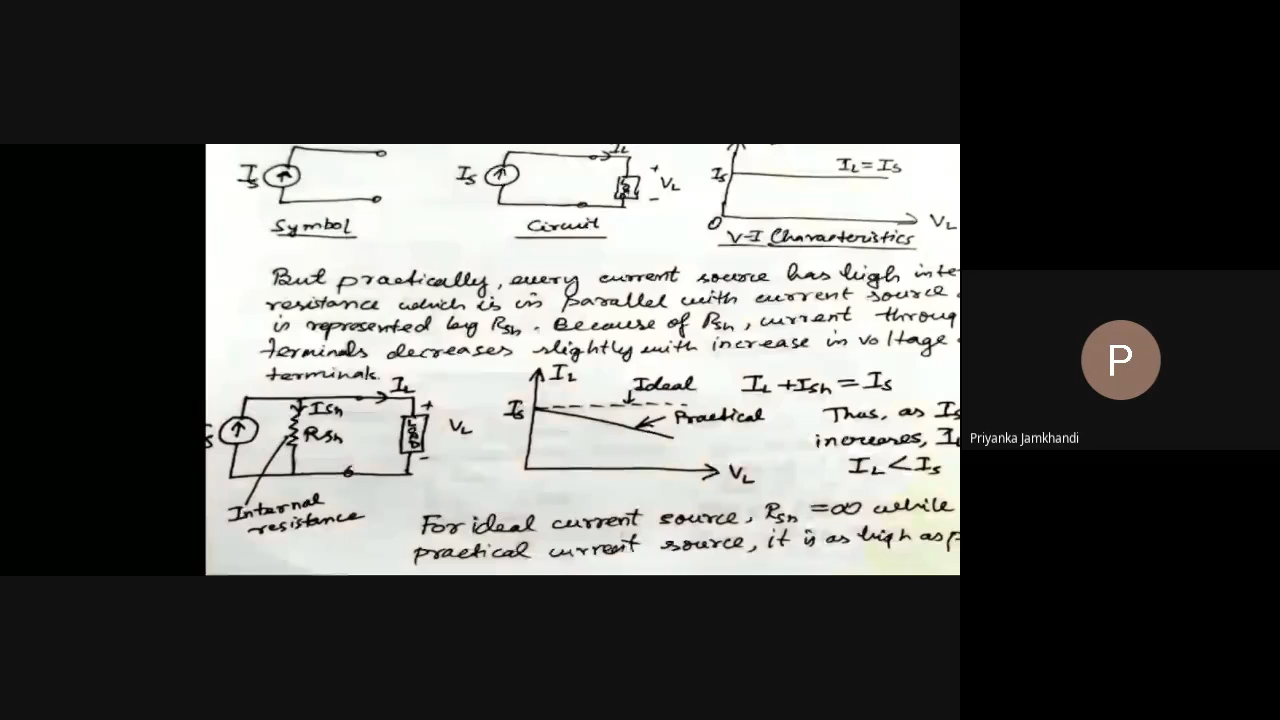 Is
Symbol
Is
IL
+
VL
-
Circuit
Is
IL = Is
O
VL
V-I Characteristics
But practically, every current source has high inte
resistance which is in parallel with current source
is represented by Rsh. Because of Rsh, current throug
terminals decreases slightly with increase in voltage
terminals.
IL
Ish
Rsh
LOAD
+
VL
-
Internal
resistance
IL
Is
Ideal
Practical
VL
IL + Ish = Is
Thus, as Is
increases, IL
IL < Is
For ideal current source, Rsh = ∞ while
practical current source, it is as high as p
P
Priyanka Jamkhandi